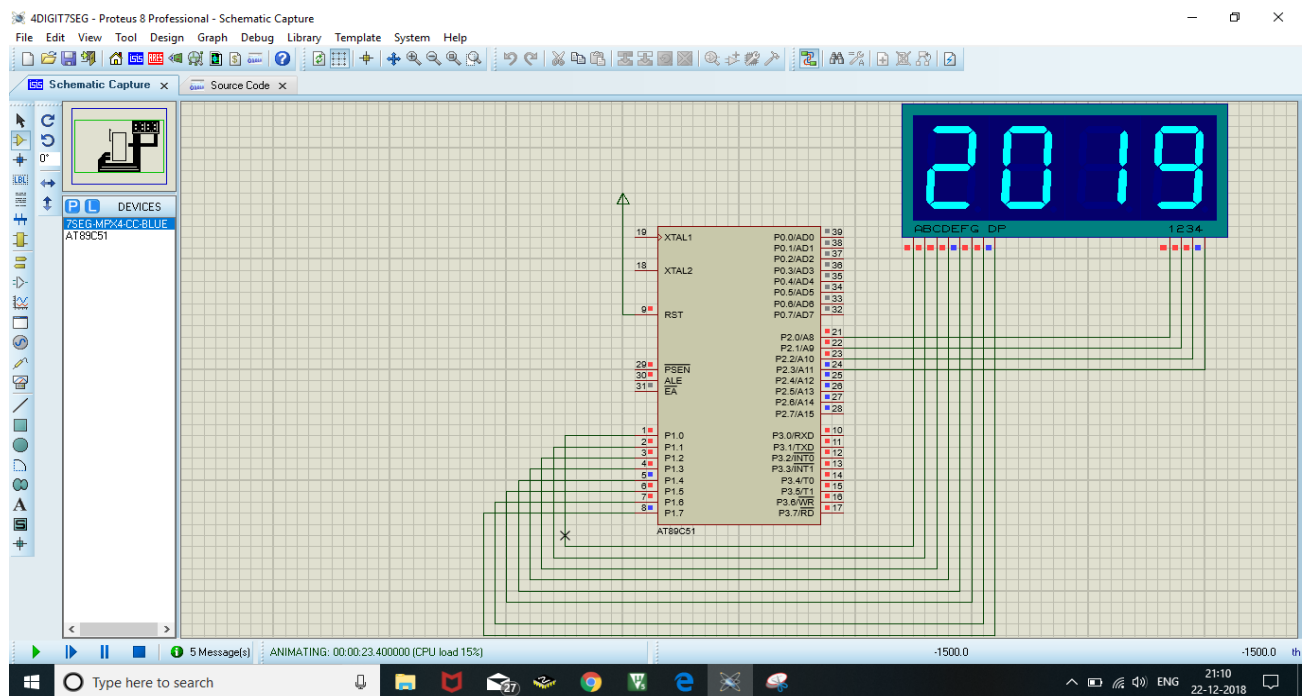 4DIGIT7SEG - Proteus 8 Professional - Schematic Capture
File Edit View Tool Design Graph Debug Library Template System Help
Schematic Capture x
Source Code x
0°
P L DEVICES
7SEG-MPX4-CC-BLUE
AT89C51
2019
ABCDEFG DP
1234
19 XTAL1
18 XTAL2
9 RST
29 PSEN
30 ALE
31 EA
1 P1.0
2 P1.1
3 P1.2
4 P1.3
5 P1.4
6 P1.5
7 P1.6
8 P1.7
P0.0/AD0 39
P0.1/AD1 38
P0.2/AD2 37
P0.3/AD3 36
P0.4/AD4 35
P0.5/AD5 34
P0.6/AD6 33
P0.7/AD7 32
P2.0/A8 21
P2.1/A9 22
P2.2/A10 23
P2.3/A11 24
P2.4/A12 25
P2.5/A13 26
P2.6/A14 27
P2.7/A15 28
P3.0/RXD 10
P3.1/TXD 11
P3.2/INT0 12
P3.3/INT1 13
P3.4/T0 14
P3.5/T1 15
P3.6/WR 16
P3.7/RD 17
AT89C51
5 Message(s)
ANIMATING: 00:00:23.400000 (CPU load 15%)
-1500.0
-1500.0 th
Type here to search
27
ENG
21:10
22-12-2018